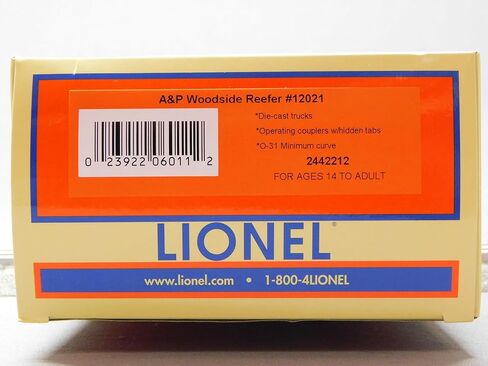 A&P Woodside Reefer #12021
*Die-cast trucks
*Operating couplers w/hidden tabs
*O-31 Minimum curve
2442212
FOR AGES 14 TO ADULT
0 23922 06011 2
LIONEL®
www.lionel.com • 1-800-4LIONEL